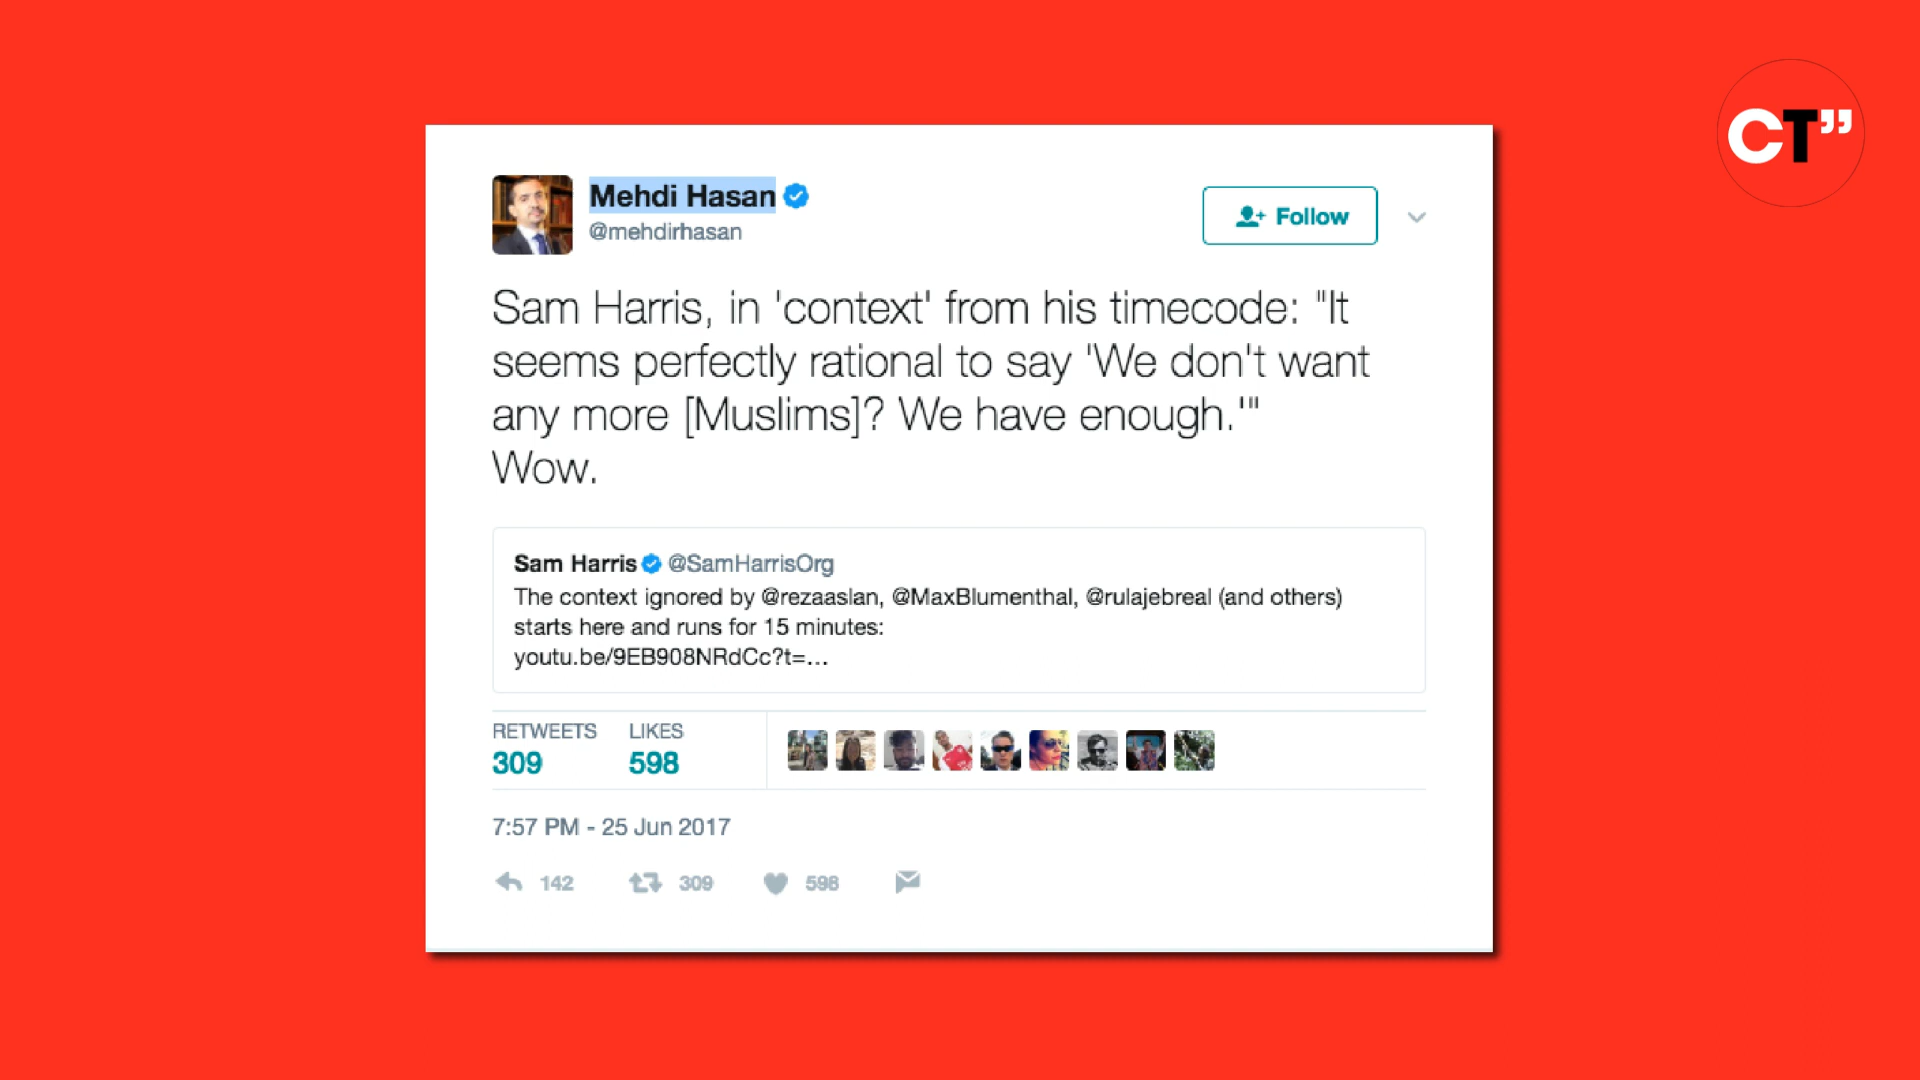 CT”
Mehdi Hasan
@mehdirhasan
Follow
Sam Harris, in 'context' from his timecode: "It
seems perfectly rational to say 'We don't want
any more [Muslims]? We have enough.'"
Wow.
Sam Harris @SamHarrisOrg
The context ignored by @rezaaslan, @MaxBlumenthal, @rulajebreal (and others)
starts here and runs for 15 minutes:
youtu.be/9EB908NRdCc?t=...
RETWEETS LIKES
309 598
7:57 PM - 25 Jun 2017
142 309 598